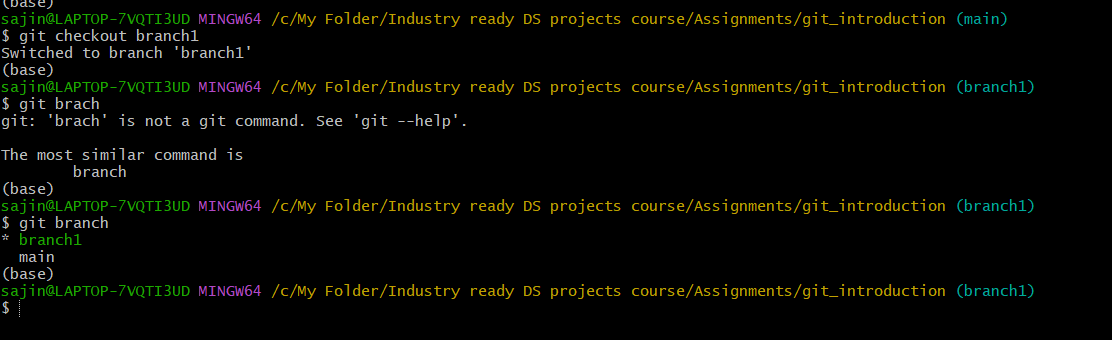 (base)
sajin@LAPTOP-7VQTI3UD MINGW64 /c/My Folder/Industry ready DS projects course/Assignments/git_introduction (main)
$ git checkout branch1
Switched to branch 'branch1'
(base)
sajin@LAPTOP-7VQTI3UD MINGW64 /c/My Folder/Industry ready DS projects course/Assignments/git_introduction (branch1)
$ git brach
git: 'brach' is not a git command. See 'git --help'.

The most similar command is
        branch
(base)
sajin@LAPTOP-7VQTI3UD MINGW64 /c/My Folder/Industry ready DS projects course/Assignments/git_introduction (branch1)
$ git branch
* branch1
  main
(base)
sajin@LAPTOP-7VQTI3UD MINGW64 /c/My Folder/Industry ready DS projects course/Assignments/git_introduction (branch1)
$